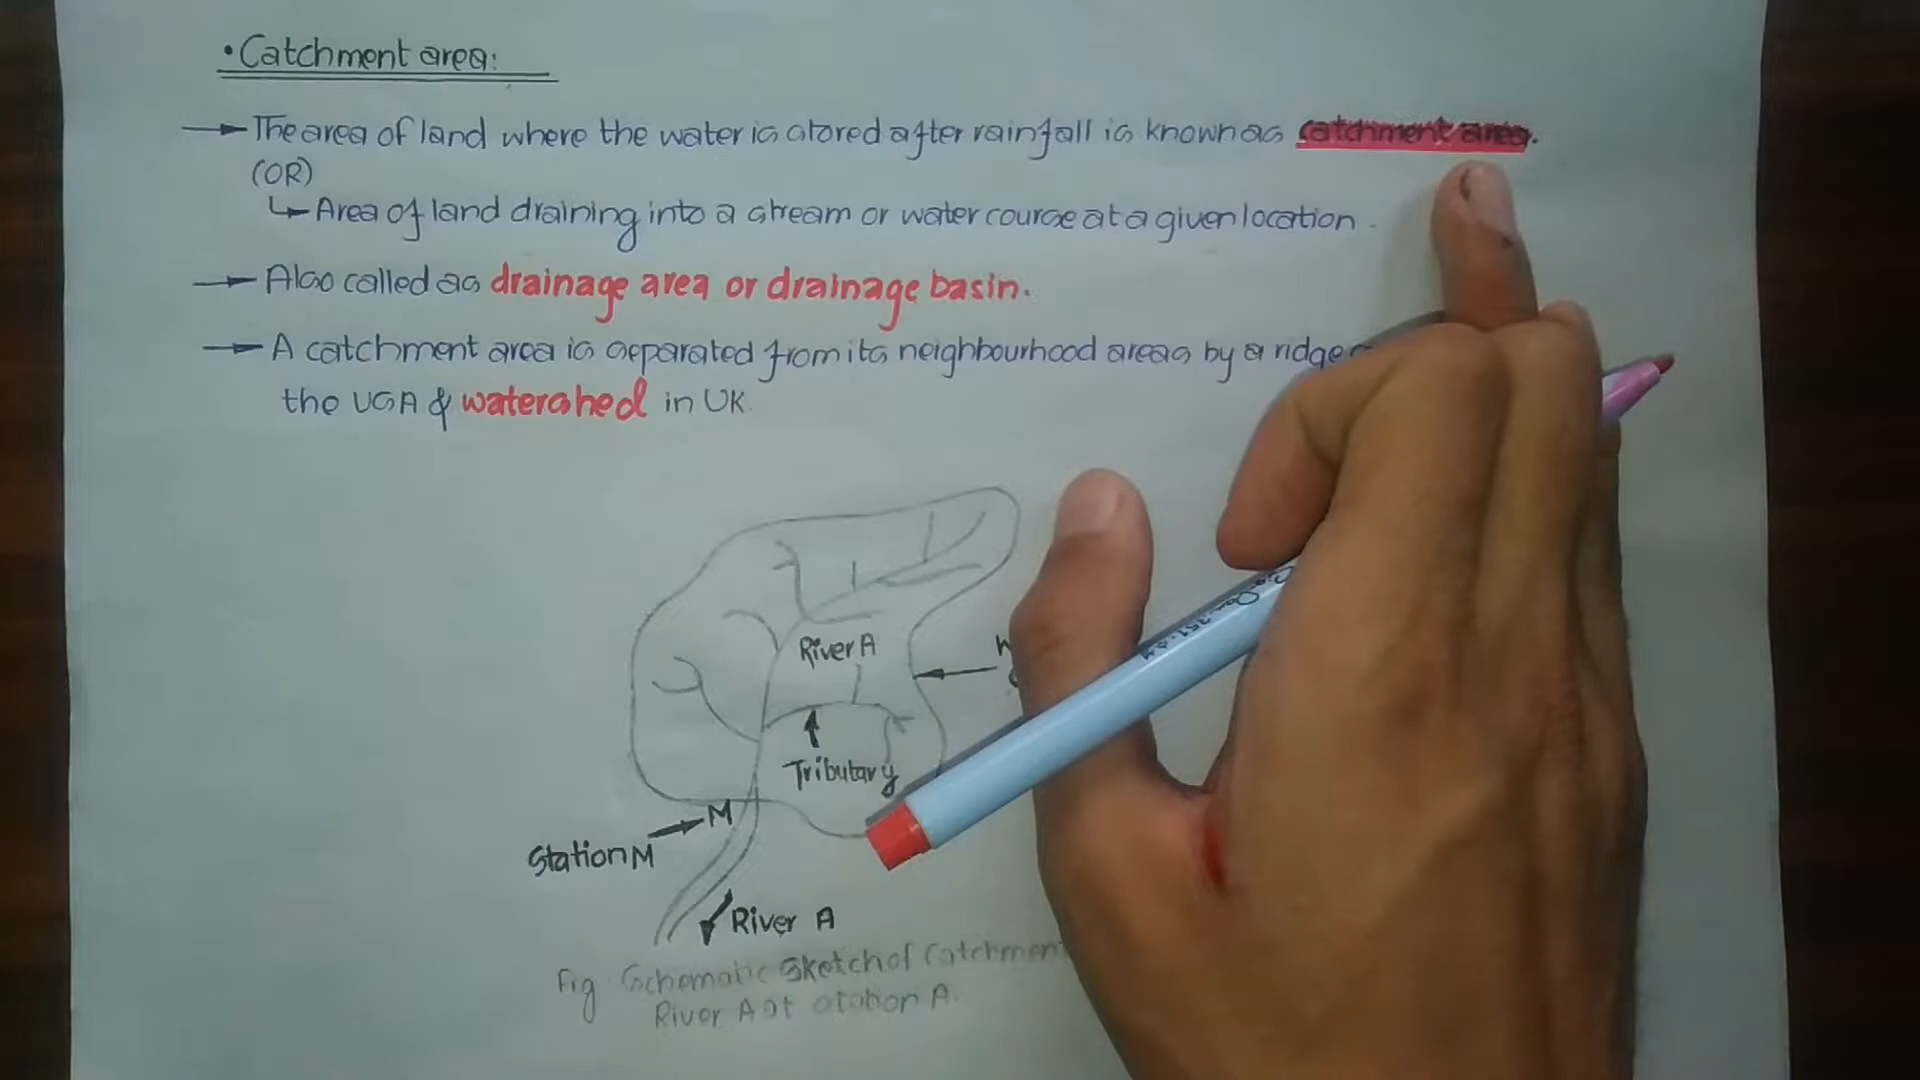 • Catchment area:
→ The area of land where the water is stored after rainfall is known as catchment area.
(OR)
↳ Area of land draining into a stream or water course at a given location.
→ Also called as drainage area or drainage basin.
→ A catchment area is separated from its neighbourhood areas by a ridge
the USA & watershed in UK.
River A
Tributary
M
Station M
River A
Fig: Schematic Sketch of Catchment
River A at station A.